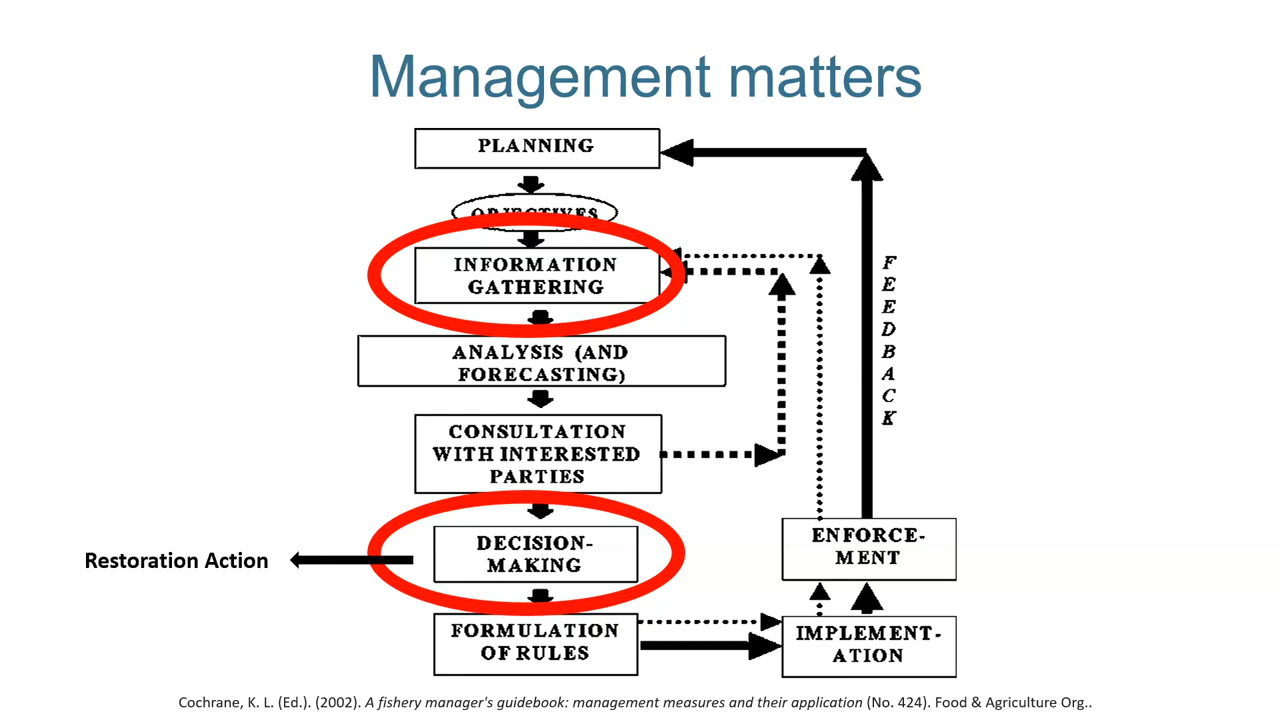 Management matters
PLANNING
OBJECTIVES
INFORMATION
GATHERING
ANALYSIS (AND
FORECASTING)
CONSULTATION
WITH INTERESTED
PARTIES
DECISION-
MAKING
Restoration Action
FORMULATION
OF RULES
IMPLEMENT-
ATION
ENFORCE-
MENT
FEEDBACK
Cochrane, K. L. (Ed.). (2002). A fishery manager's guidebook: management measures and their application (No. 424). Food & Agriculture Org..